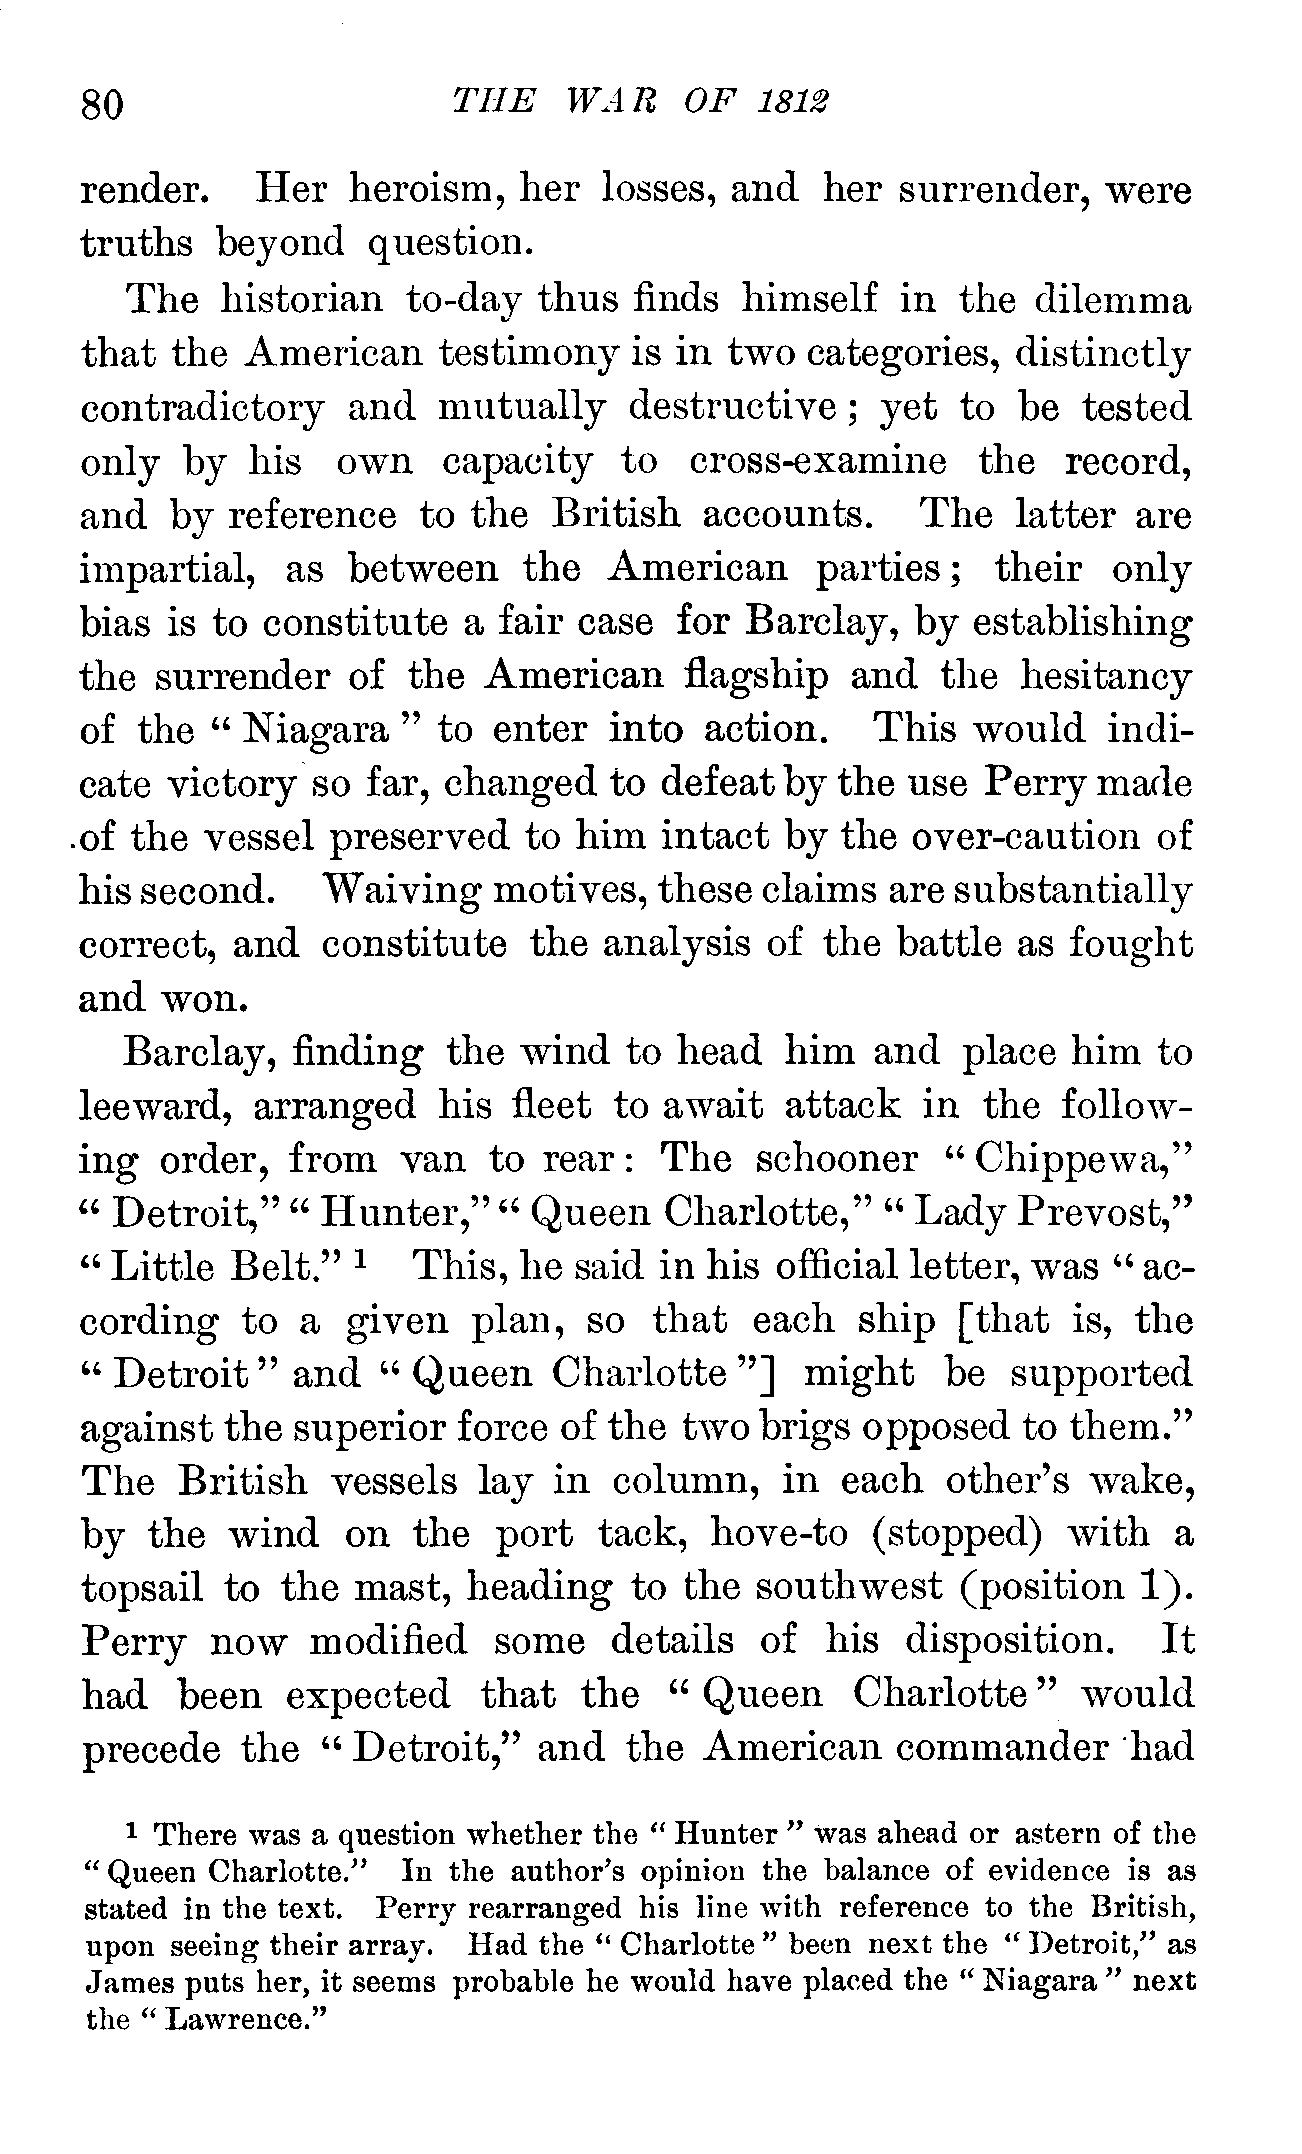 80 THE WAR OF 1812
render. Her heroism, her losses, and her surrender, were
truths beyond question.
The historian to-day thus finds himself in the dilemma
that the American testimony is in two categories, distinctly
contradictory and mutually destructive; yet to be tested
only by his own capacity to cross-examine the record,
and by reference to the British accounts. The latter are
impartial, as between the American parties; their only
bias is to constitute a fair case for Barclay, by establishing
the surrender of the American flagship and the hesitancy
of the "Niagara" to enter into action. This would indi-
cate victory so far, changed to defeat by the use Perry made
of the vessel preserved to him intact by the over-caution of
his second. Waiving motives, these claims are substantially
correct, and constitute the analysis of the battle as fought
and won.
Barclay, finding the wind to head him and place him to
leeward, arranged his fleet to await attack in the follow-
ing order, from van to rear: The schooner "Chippewa,"
"Detroit," "Hunter," "Queen Charlotte," "Lady Prevost,"
"Little Belt." 1 This, he said in his official letter, was "ac-
cording to a given plan, so that each ship [that is, the
"Detroit" and "Queen Charlotte"] might be supported
against the superior force of the two brigs opposed to them."
The British vessels lay in column, in each other's wake,
by the wind on the port tack, hove-to (stopped) with a
topsail to the mast, heading to the southwest (position 1).
Perry now modified some details of his disposition. It
had been expected that the "Queen Charlotte" would
precede the "Detroit," and the American commander had
1 There was a question whether the "Hunter" was ahead or astern of the
"Queen Charlotte." In the author's opinion the balance of evidence is as
stated in the text. Perry rearranged his line with reference to the British,
upon seeing their array. Had the "Charlotte" been next the "Detroit," as
James puts her, it seems probable he would have placed the "Niagara" next
the "Lawrence."